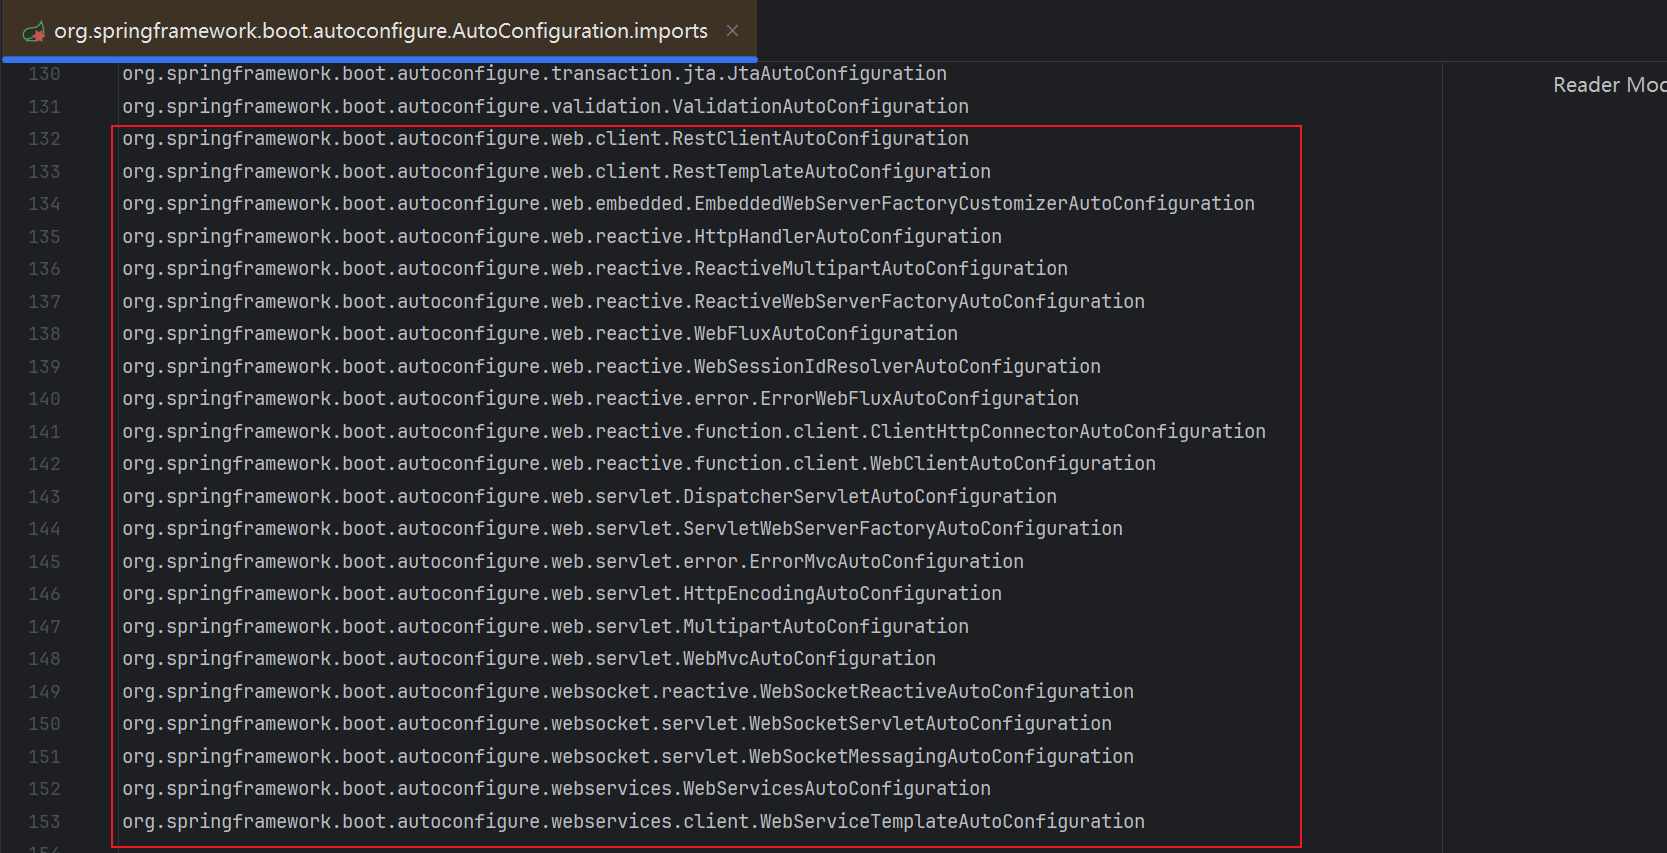 org.springframework.boot.autoconfigure.AutoConfiguration.imports
Reader Mod
130 org.springframework.boot.autoconfigure.transaction.jta.JtaAutoConfiguration
131 org.springframework.boot.autoconfigure.validation.ValidationAutoConfiguration
132 org.springframework.boot.autoconfigure.web.client.RestClientAutoConfiguration
133 org.springframework.boot.autoconfigure.web.client.RestTemplateAutoConfiguration
134 org.springframework.boot.autoconfigure.web.embedded.EmbeddedWebServerFactoryCustomizerAutoConfiguration
135 org.springframework.boot.autoconfigure.web.reactive.HttpHandlerAutoConfiguration
136 org.springframework.boot.autoconfigure.web.reactive.ReactiveMultipartAutoConfiguration
137 org.springframework.boot.autoconfigure.web.reactive.ReactiveWebServerFactoryAutoConfiguration
138 org.springframework.boot.autoconfigure.web.reactive.WebFluxAutoConfiguration
139 org.springframework.boot.autoconfigure.web.reactive.WebSessionIdResolverAutoConfiguration
140 org.springframework.boot.autoconfigure.web.reactive.error.ErrorWebFluxAutoConfiguration
141 org.springframework.boot.autoconfigure.web.reactive.function.client.ClientHttpConnectorAutoConfiguration
142 org.springframework.boot.autoconfigure.web.reactive.function.client.WebClientAutoConfiguration
143 org.springframework.boot.autoconfigure.web.servlet.DispatcherServletAutoConfiguration
144 org.springframework.boot.autoconfigure.web.servlet.ServletWebServerFactoryAutoConfiguration
145 org.springframework.boot.autoconfigure.web.servlet.error.ErrorMvcAutoConfiguration
146 org.springframework.boot.autoconfigure.web.servlet.HttpEncodingAutoConfiguration
147 org.springframework.boot.autoconfigure.web.servlet.MultipartAutoConfiguration
148 org.springframework.boot.autoconfigure.web.servlet.WebMvcAutoConfiguration
149 org.springframework.boot.autoconfigure.websocket.reactive.WebSocketReactiveAutoConfiguration
150 org.springframework.boot.autoconfigure.websocket.servlet.WebSocketServletAutoConfiguration
151 org.springframework.boot.autoconfigure.websocket.servlet.WebSocketMessagingAutoConfiguration
152 org.springframework.boot.autoconfigure.webservices.WebServicesAutoConfiguration
153 org.springframework.boot.autoconfigure.webservices.client.WebServiceTemplateAutoConfiguration